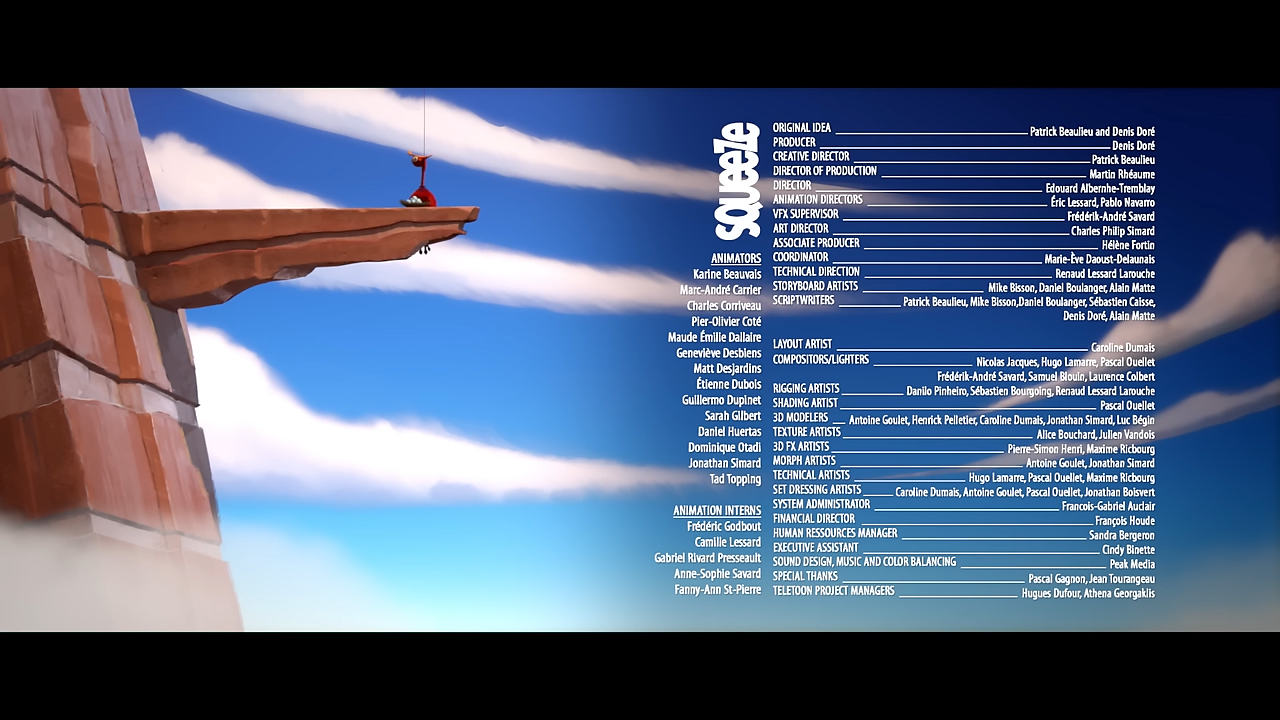 squeeze
ANIMATORS
Karine Beauvais
Marc-André Carrier
Charles Corriveau
Pier-Olivier Coté
Maude Émilie Dallaire
Geneviève Desbiens
Matt Desjardins
Étienne Dubois
Guillermo Dupinet
Sarah Gilbert
Daniel Huertas
Dominique Otadi
Jonathan Simard
Tad Topping
ANIMATION INTERNS
Frédéric Godbout
Camille Lessard
Gabriel Rivard Presseault
Anne-Sophie Savard
Fanny-Ann St-Pierre
ORIGINAL IDEA Patrick Beaulieu and Denis Doré
PRODUCER Denis Doré
CREATIVE DIRECTOR Patrick Beaulieu
DIRECTOR OF PRODUCTION Martin Rhéaume
DIRECTOR Edouard Albernhe-Tremblay
ANIMATION DIRECTORS Éric Lessard, Pablo Navarro
VFX SUPERVISOR Frédérik-André Savard
ART DIRECTOR Charles Philip Simard
ASSOCIATE PRODUCER Hélène Fortin
COORDINATOR Marie-Ève Daoust-Delaunais
TECHNICAL DIRECTION Renaud Lessard Larouche
STORYBOARD ARTISTS Mike Bisson, Daniel Boulanger, Alain Matte
SCRIPTWRITERS Patrick Beaulieu, Mike Bisson,Daniel Boulanger, Sébastien Caisse,
Denis Doré, Alain Matte
LAYOUT ARTIST Caroline Dumais
COMPOSITORS/LIGHTERS Nicolas Jacques, Hugo Lamarre, Pascal Ouellet
Frédérik-André Savard, Samuel Blouin, Laurence Colbert
RIGGING ARTISTS Danilo Pinheiro, Sébastien Bourgoing, Renaud Lessard Larouche
SHADING ARTIST Pascal Ouellet
3D MODELERS Antoine Goulet, Henrick Pelletier, Caroline Dumais, Jonathan Simard, Luc Bégin
TEXTURE ARTISTS Alice Bouchard, Julien Vandois
3D FX ARTISTS Pierre-Simon Henri, Maxime Ricbourg
MORPH ARTISTS Antoine Goulet, Jonathan Simard
TECHNICAL ARTISTS Hugo Lamarre, Pascal Ouellet, Maxime Ricbourg
SET DRESSING ARTISTS Caroline Dumais, Antoine Goulet, Pascal Ouellet, Jonathan Boisvert
SYSTEM ADMINISTRATOR Francois-Gabriel Auclair
FINANCIAL DIRECTOR François Houde
HUMAN RESSOURCES MANAGER Sandra Bergeron
EXECUTIVE ASSISTANT Cindy Binette
SOUND DESIGN, MUSIC AND COLOR BALANCING Peak Media
SPECIAL THANKS Pascal Gagnon, Jean Tourangeau
TELETOON PROJECT MANAGERS Hugues Dufour, Athena Georgaklis